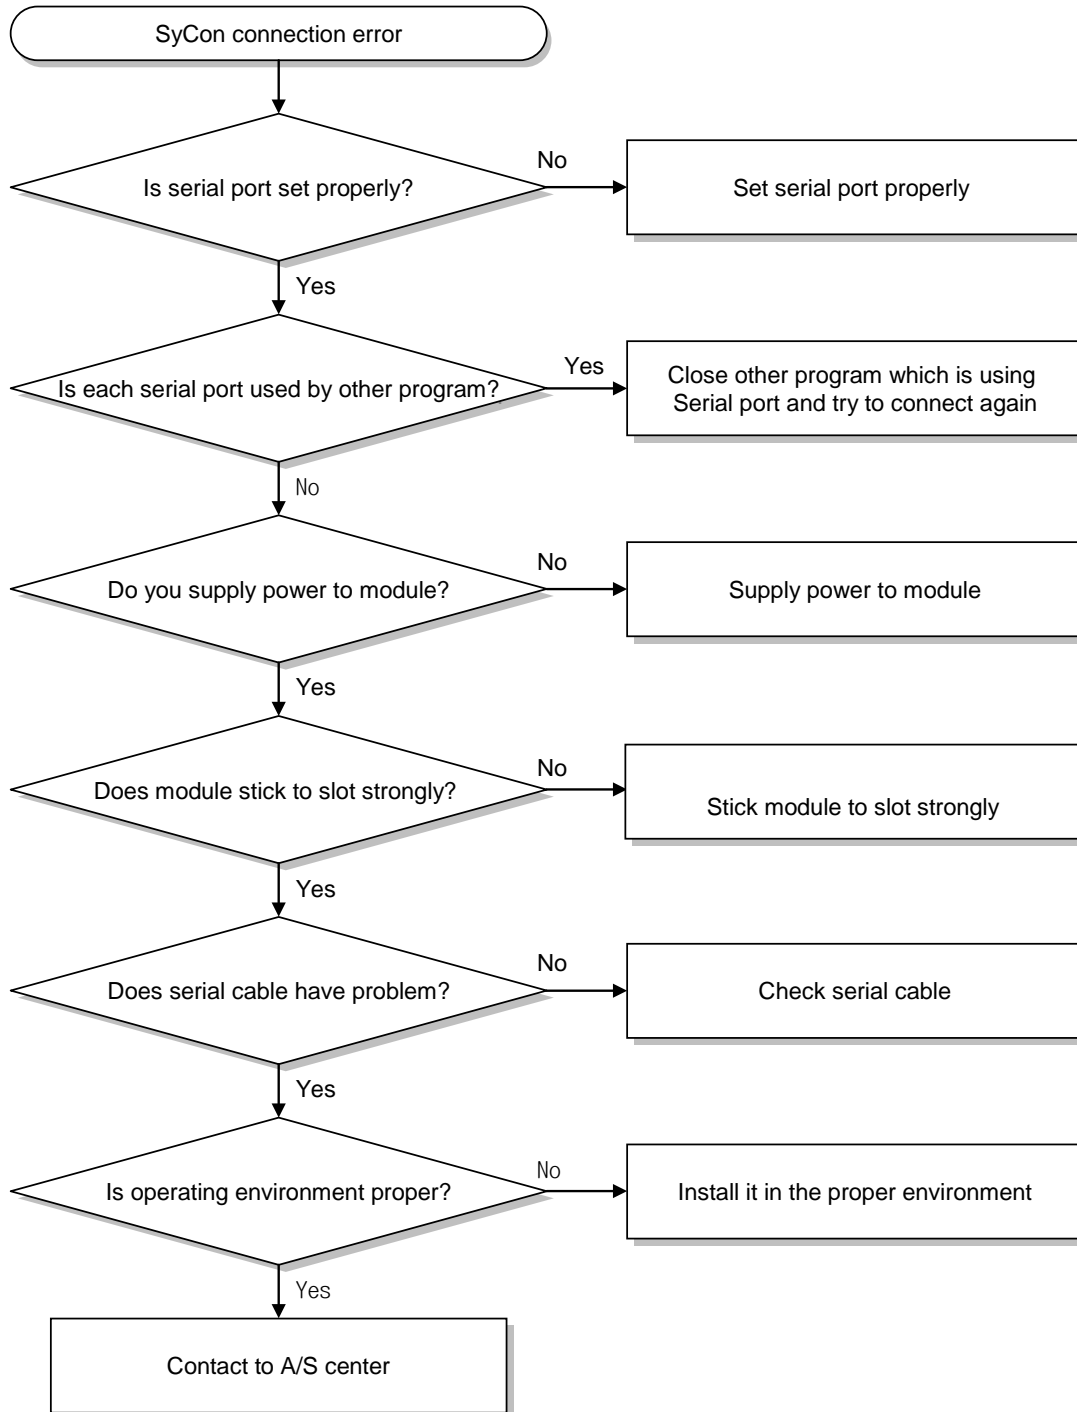 SyCon connection error
Is serial port set properly?
No
Set serial port properly
Yes
Is each serial port used by other program?
Yes
Close other program which is using
Serial port and try to connect again
No
Do you supply power to module?
No
Supply power to module
Yes
Does module stick to slot strongly?
No
Stick module to slot strongly
Yes
Does serial cable have problem?
No
Check serial cable
Yes
Is operating environment proper?
No
Install it in the proper environment
Yes
Contact to A/S center